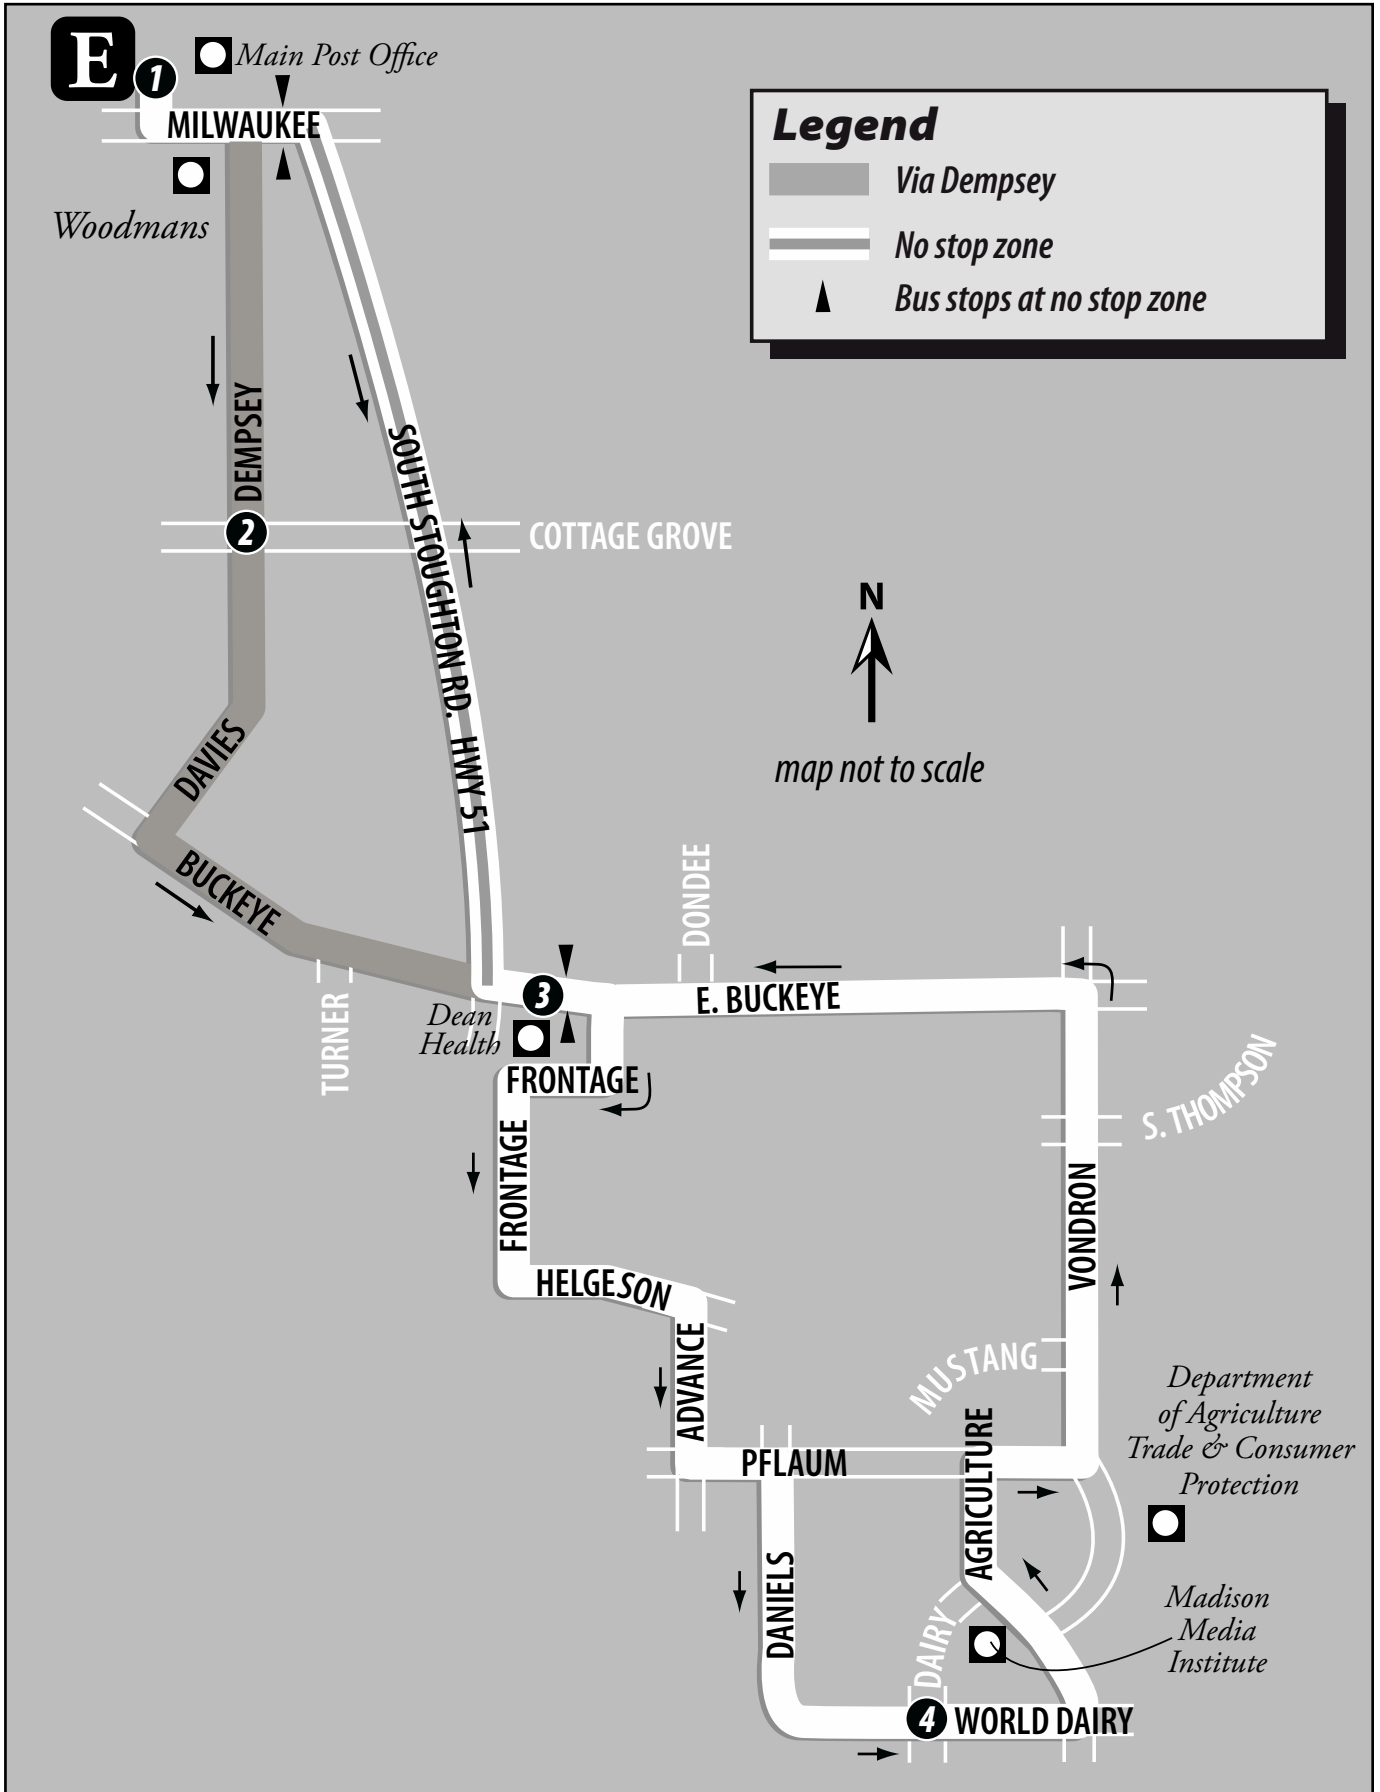 E
1
Main Post Office
MILWAUKEE
Woodmans
Legend
Via Dempsey
No stop zone
Bus stops at no stop zone
DEMPSEY
2
COTTAGE GROVE
SOUTH STOUGHTON RD. HWY 51
N
map not to scale
DAVIES
BUCKEYE
TURNER
DONDEE
3
E. BUCKEYE
Dean
Health
FRONTAGE
FRONTAGE
S. THOMPSON
VONDRON
HELGESON
ADVANCE
MUSTANG
Department
of Agriculture
Trade & Consumer
Protection
PFLAUM
AGRICULTURE
DANIELS
DAIRY
Madison
Media
Institute
4
WORLD DAIRY